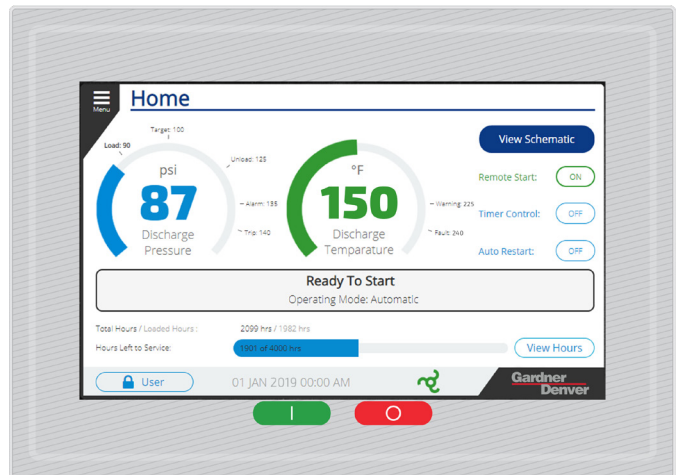 Menu
Home
Target: 100
Load: 90
Unload: 125
psi
87
Discharge
Pressure
Alarm: 135
Trip: 140
°F
150
Discharge
Temparature
Warning: 225
Fault: 240
View Schematic
Remote Start: ON
Timer Control: OFF
Auto Restart: OFF
Ready To Start
Operating Mode: Automatic
Total Hours / Loaded Hours : 2099 hrs / 1982 hrs
Hours Left to Service: 1901 of 4000 hrs
View Hours
User
01 JAN 2019 00:00 AM
Gardner
Denver